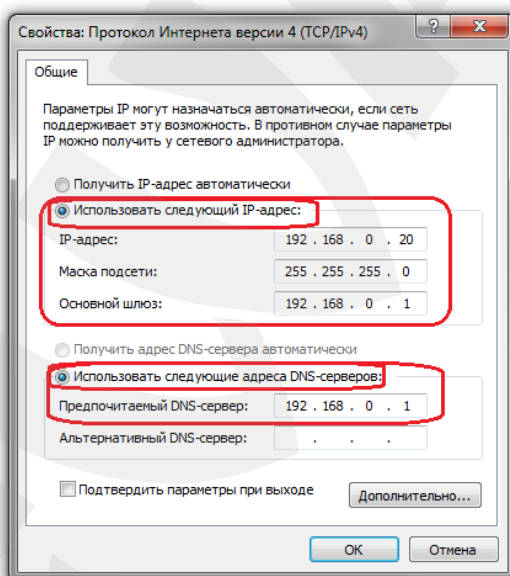 Свойства: Протокол Интернета версии 4 (TCP/IPv4)
Общие
Параметры IP могут назначаться автоматически, если сеть
поддерживает эту возможность. В противном случае параметры
IP можно получить у сетевого администратора.
Получить IP-адрес автоматически
Использовать следующий IP-адрес:
IP-адрес: 192 . 168 . 0 . 20
Маска подсети: 255 . 255 . 255 . 0
Основной шлюз: 192 . 168 . 0 . 1
Получить адрес DNS-сервера автоматически
Использовать следующие адреса DNS-серверов:
Предпочитаемый DNS-сервер: 192 . 168 . 0 . 1
Альтернативный DNS-сервер: . . .
Подтвердить параметры при выходе
Дополнительно...
ОК Отмена